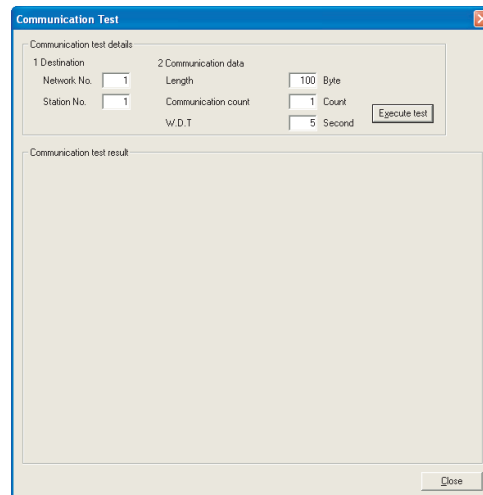 Communication Test
Communication test details
1 Destination 2 Communication data
Network No. 1 Length 100 Byte
Station No. 1 Communication count 1 Count
W.D.T 5 Second
Execute test
Communication test result
Close